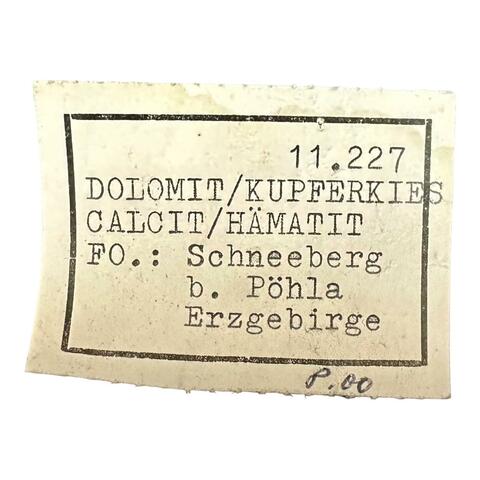 11.227
DOLOMIT/KUPFERKIES
CALCIT/HÄMATIT
FO.: Schneeberg
b. Pöhla
Erzgebirge